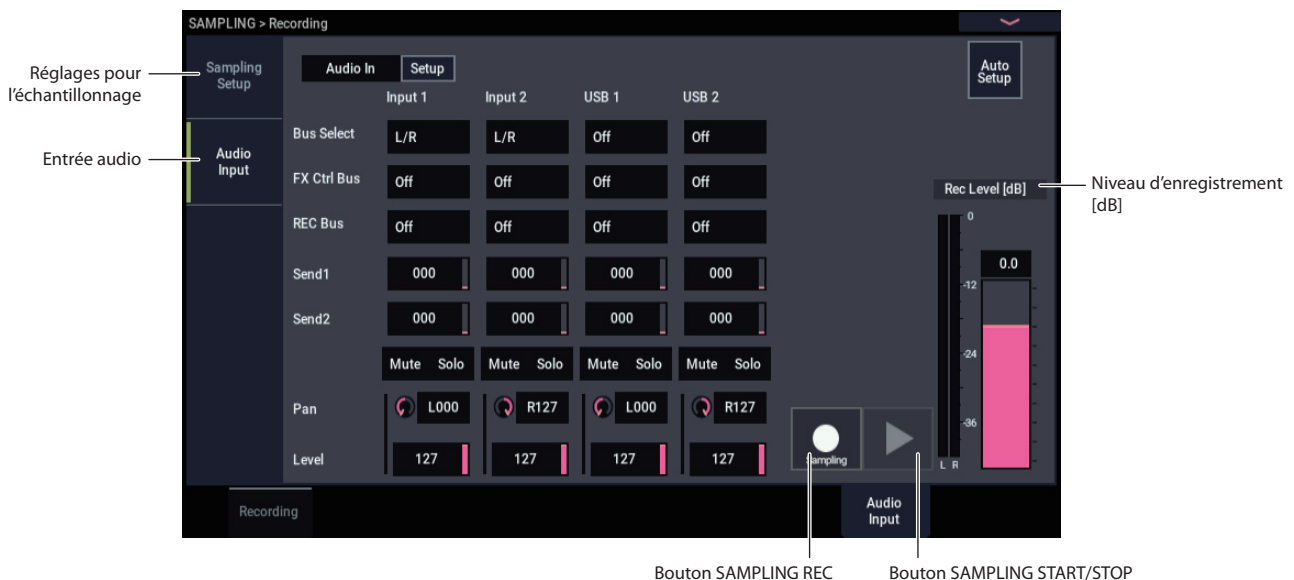 SAMPLING > Recording
Réglages pour
l'échantillonnage
Sampling
Setup
Audio In Setup
Auto
Setup
Input 1 Input 2 USB 1 USB 2
Entrée audio
Audio
Input
Bus Select L/R L/R Off Off
FX Ctrl Bus Off Off Off Off
Rec Level [dB]
Niveau d'enregistrement
[dB]
REC Bus Off Off Off Off
0
Send1 000 000 000 000
0.0
-12
Send2 000 000 000 000
Mute Solo Mute Solo Mute Solo Mute Solo
-24
Pan L000 R127 L000 R127
-36
Level 127 127 127 127
Sampling
L R
Recording
Audio
Input
Bouton SAMPLING REC
Bouton SAMPLING START/STOP